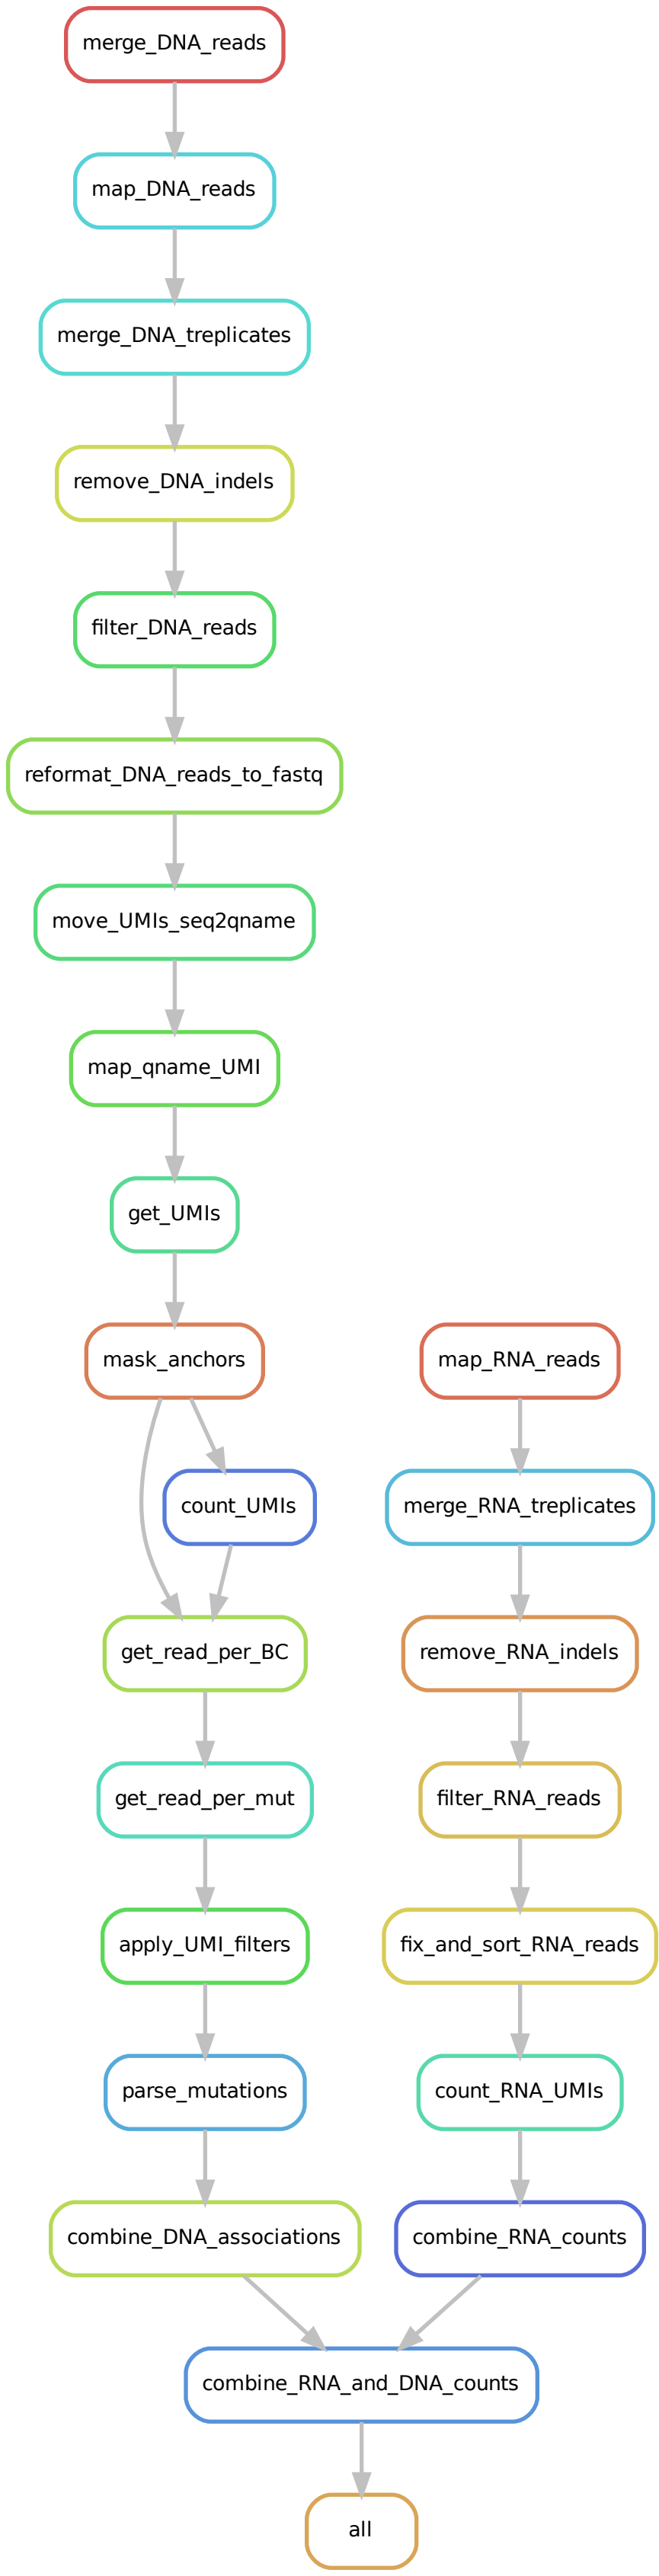 merge_DNA_reads
map_DNA_reads
merge_DNA_treplicates
remove_DNA_indels
filter_DNA_reads
reformat_DNA_reads_to_fastq
move_UMIs_seq2qname
map_qname_UMI
get_UMIs
mask_anchors
map_RNA_reads
count_UMIs
merge_RNA_treplicates
get_read_per_BC
remove_RNA_indels
get_read_per_mut
filter_RNA_reads
apply_UMI_filters
fix_and_sort_RNA_reads
parse_mutations
count_RNA_UMIs
combine_DNA_associations
combine_RNA_counts
combine_RNA_and_DNA_counts
all